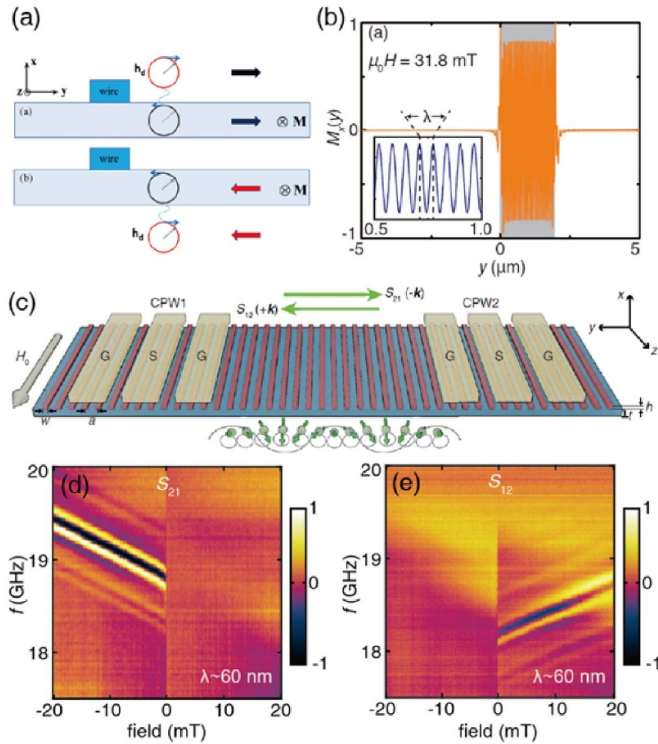 (a)
x
z
y
h_d
wire
(a)
⊗ M
wire
(b)
⊗ M
h_d
(b)
(a)
μ₀H = 31.8 mT
M_x(y)
1
0
-1
λ
0.5
1.0
-5
0
5
y (μm)
(c)
CPW1
S₂₁ (-k)
S₁₂ (+k)
CPW2
x
y
z
H₀
G
S
G
G
S
G
w
a
h
t
(d)
S₂₁
20
19
18
f (GHz)
λ~60 nm
-20
-10
0
10
20
field (mT)
1
0
-1
(e)
S₁₂
20
19
18
f (GHz)
λ~60 nm
-20
-10
0
10
20
field (mT)
1
0
-1